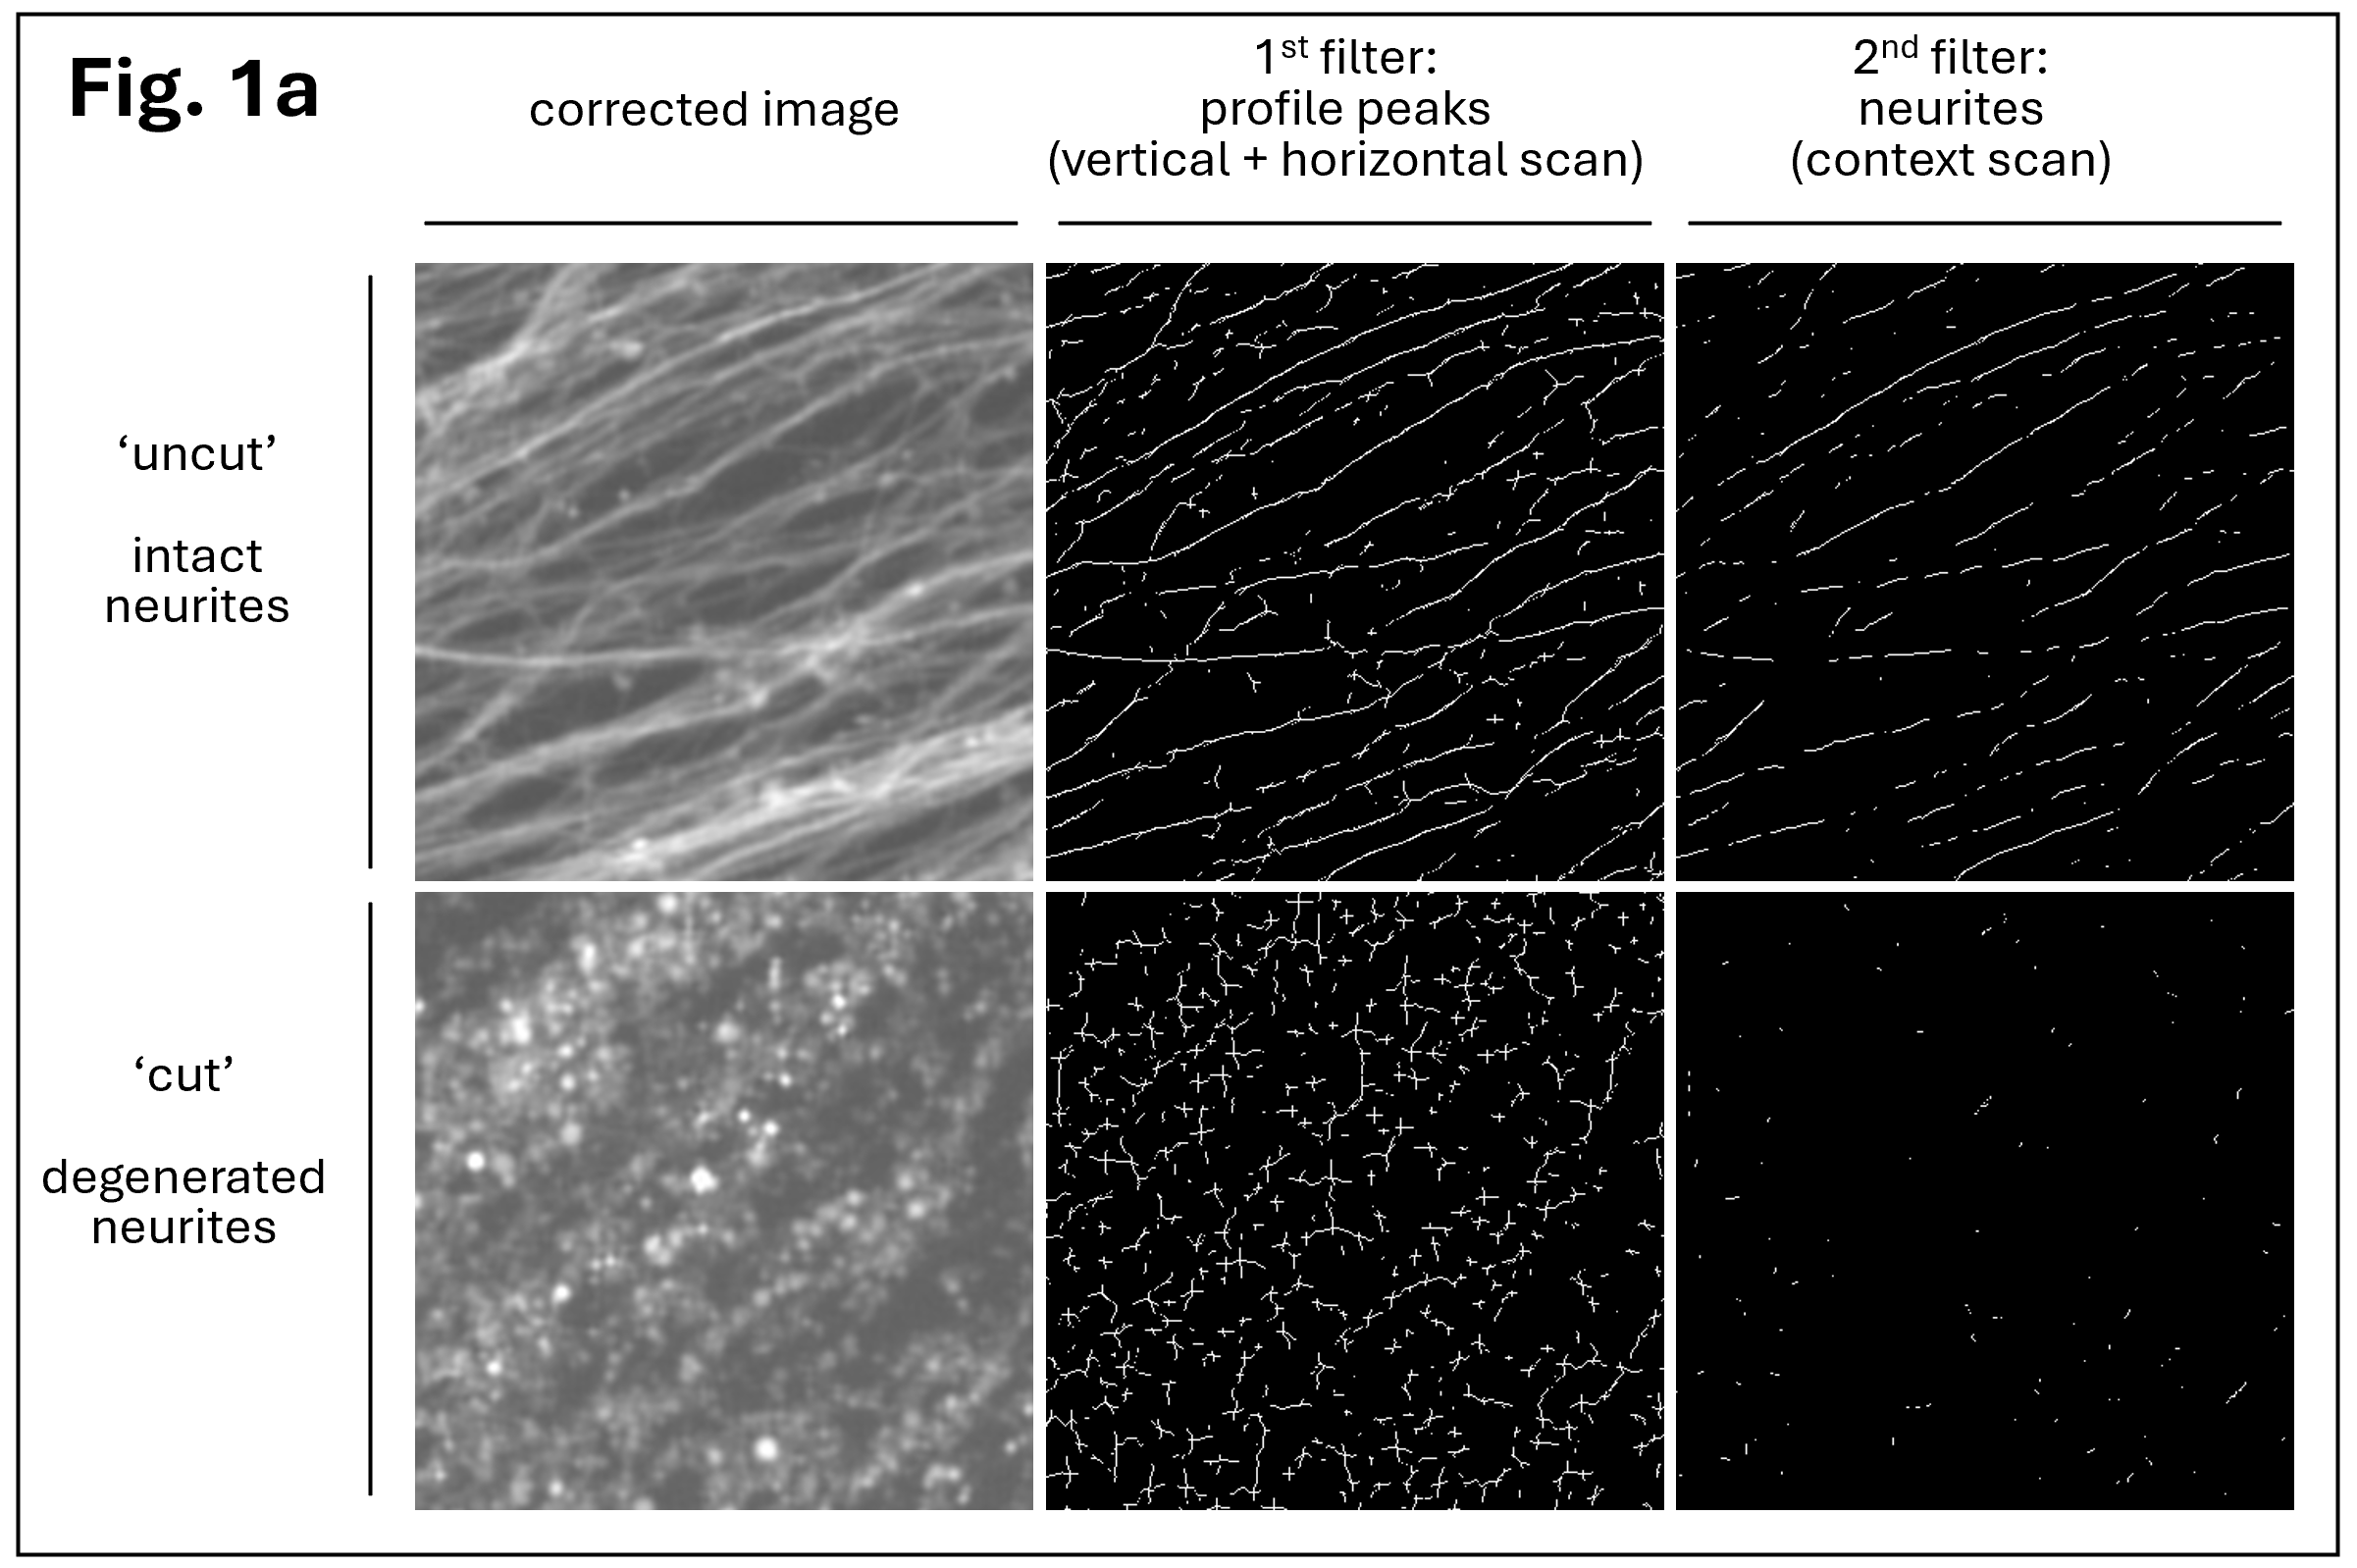 Fig. 1a
corrected image
1st filter:
profile peaks
(vertical + horizontal scan)
2nd filter:
neurites
(context scan)
‘uncut’
intact
neurites
‘cut’
degenerated
neurites